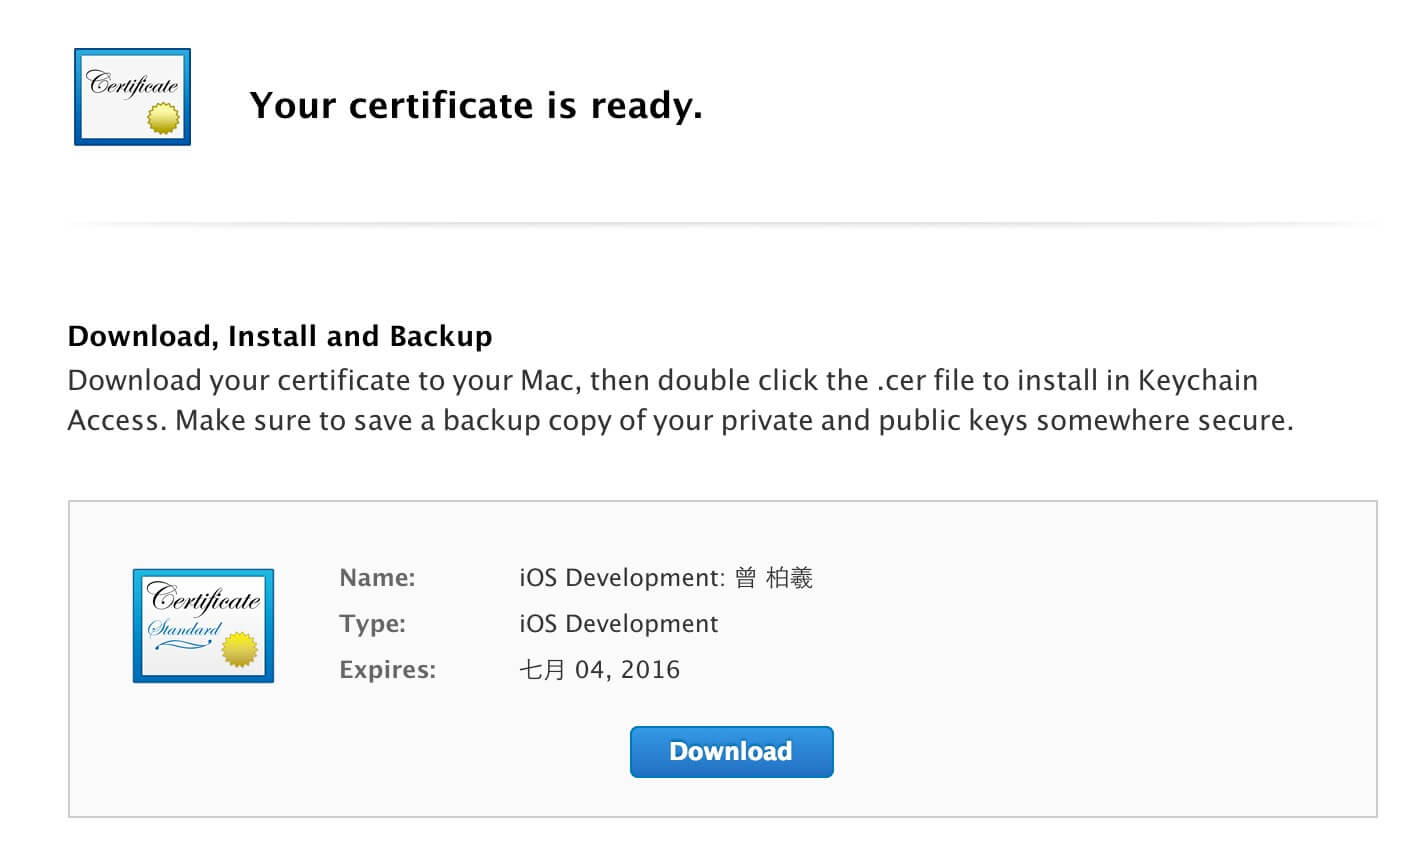 Certificate
Your certificate is ready.
Download, Install and Backup
Download your certificate to your Mac, then double click the .cer file to install in Keychain
Access. Make sure to save a backup copy of your private and public keys somewhere secure.
Certificate
Standard
Name: iOS Development: 曾 柏羲
Type: iOS Development
Expires: 七月 04, 2016
Download